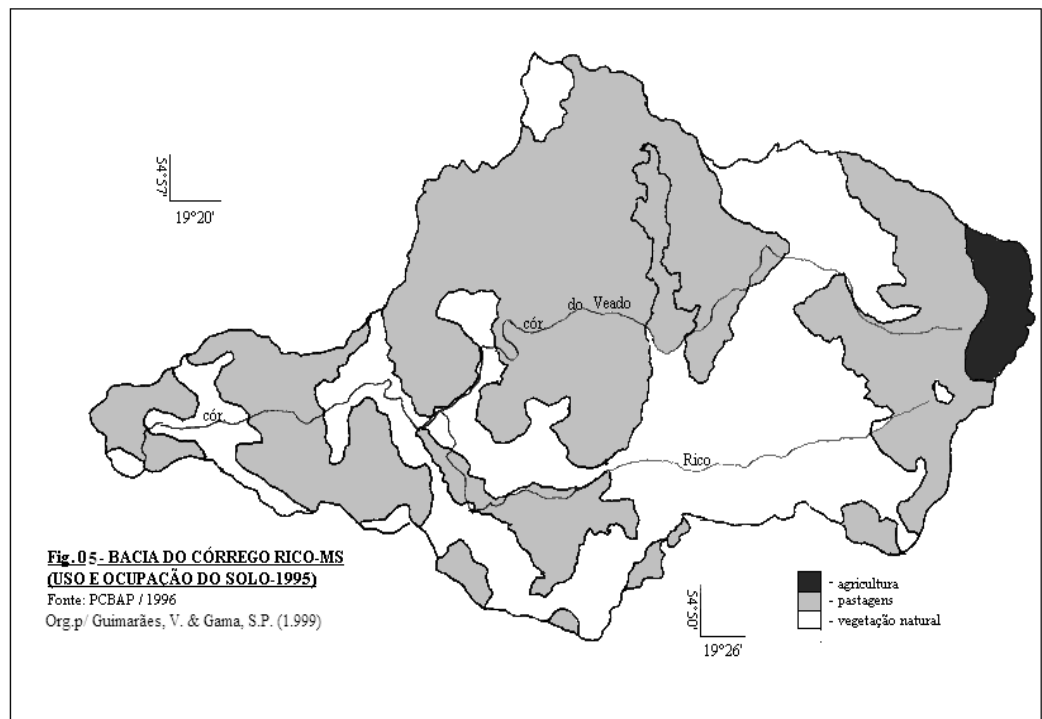 54°57'
19°20'
do Veado
cór.
cór.
Rico
Fig. 05- BACIA DO CÓRREGO RICO-MS
(USO E OCUPAÇÃO DO SOLO-1995)
Fonte: PCBAP / 1996
Org.p/ Guimarães, V. & Gama, S.P. (1.999)
54°50'
19°26'
- agricultura
- pastagens
- vegetação natural